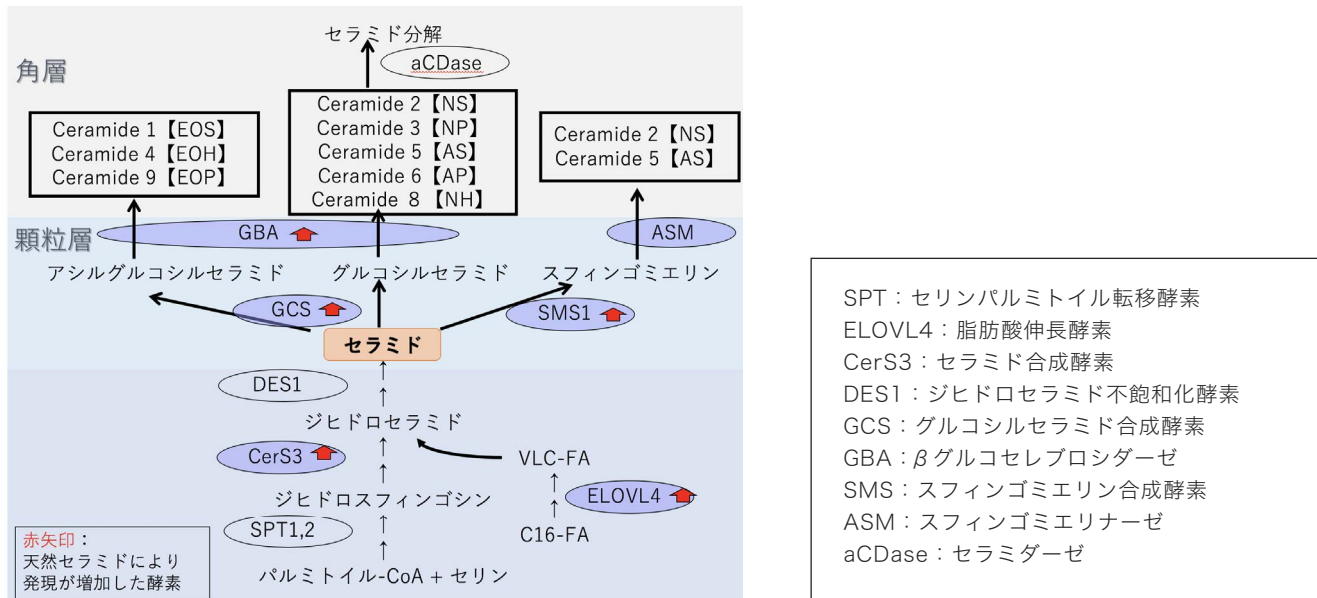 セラミド分解
aCDase
角層
Ceramide 1【EOS】
Ceramide 4【EOH】
Ceramide 9【EOP】
Ceramide 2【NS】
Ceramide 3【NP】
Ceramide 5【AS】
Ceramide 6【AP】
Ceramide 8【NH】
Ceramide 2【NS】
Ceramide 5【AS】
顆粒層
GBA
ASM
アシルグルコシルセラミド
グルコシルセラミド
スフィンゴミエリン
GCS
SMS1
セラミド
DES1
ジヒドロセラミド
CerS3
VLC-FA
ジヒドロスフィンゴシン
ELOVL4
SPT1,2
C16-FA
パルミトイル-CoA + セリン
赤矢印：
天然セラミドにより
発現が増加した酵素
SPT：セリンパルミトイル転移酵素
ELOVL4：脂肪酸伸長酵素
CerS3：セラミド合成酵素
DES1：ジヒドロセラミド不飽和化酵素
GCS：グルコシルセラミド合成酵素
GBA：βグルコセレブロシダーゼ
SMS：スフィンゴミエリン合成酵素
ASM：スフィンゴミエリナーゼ
aCDase：セラミダーゼ